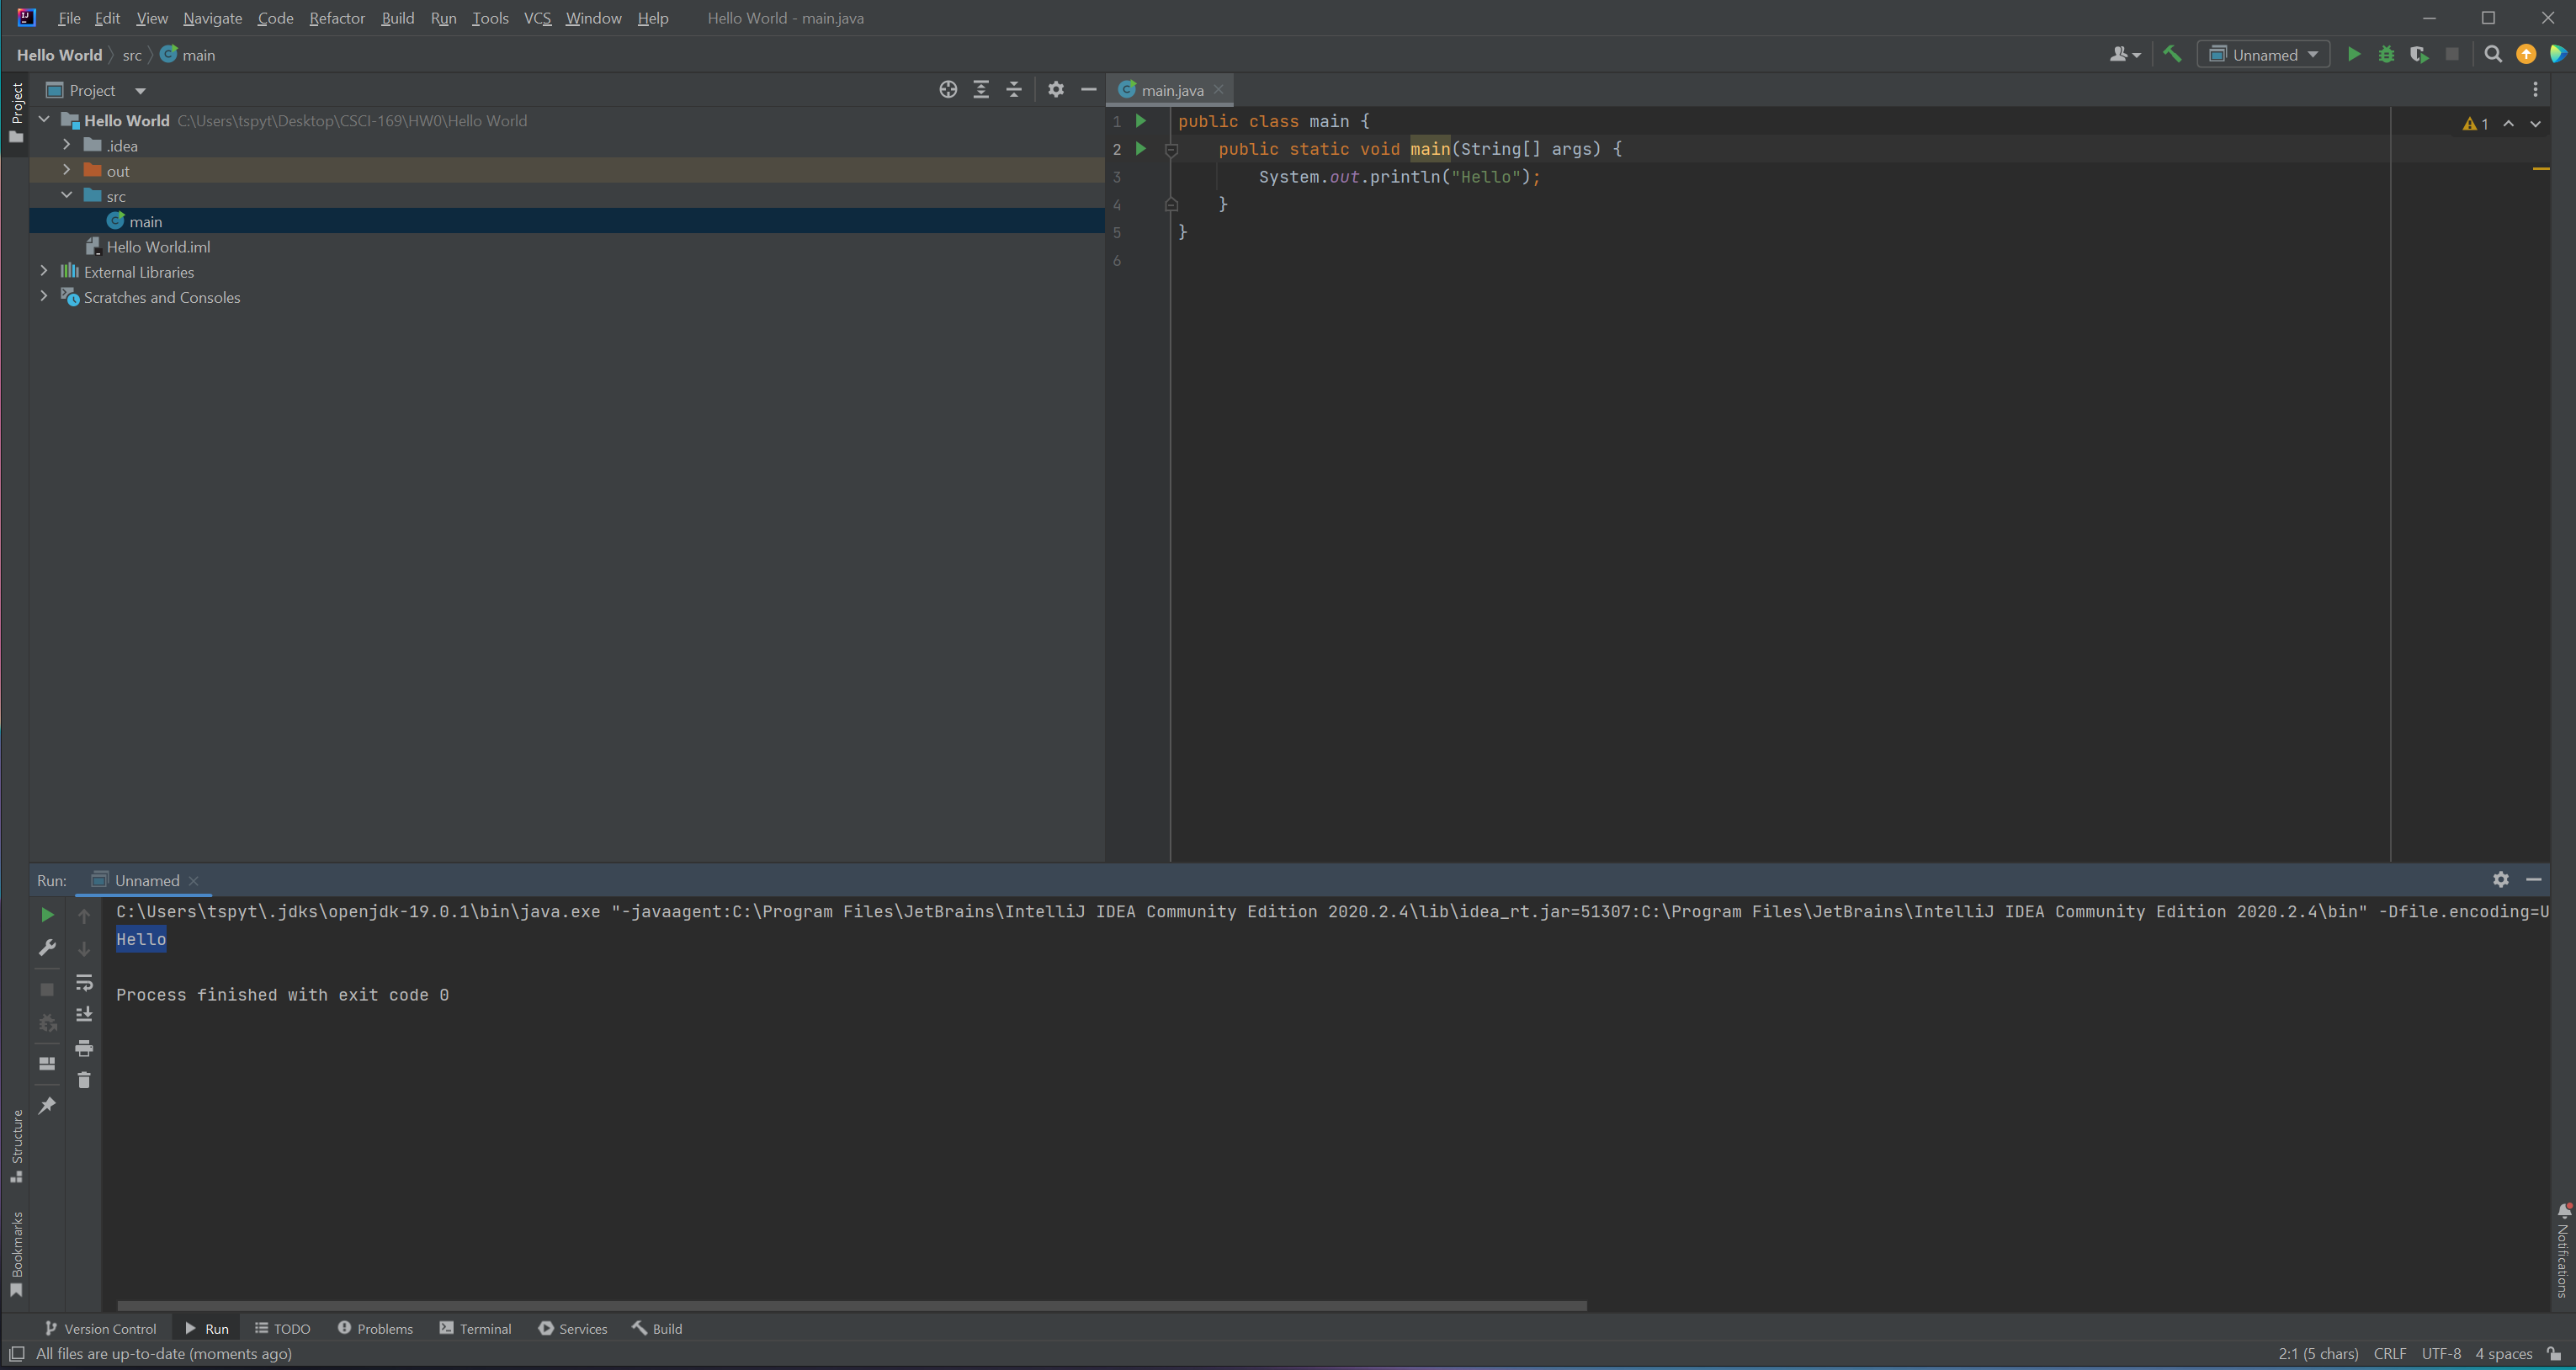 File Edit View Navigate Code Refactor Build Run Tools VCS Window Help Hello World - main.java
Hello World src main
Unnamed
Project
Project
Hello World C:\Users\tspyt\Desktop\CSCI-169\HW0\Hello World
.idea
out
src
main
Hello World.iml
External Libraries
Scratches and Consoles
main.java
1 public class main {
2 public static void main(String[] args) {
3 System.out.println("Hello");
4 }
5 }
6
1
Run: Unnamed
C:\Users\tspyt\.jdks\openjdk-19.0.1\bin\java.exe "-javaagent:C:\Program Files\JetBrains\IntelliJ IDEA Community Edition 2020.2.4\lib\idea_rt.jar=51307:C:\Program Files\JetBrains\IntelliJ IDEA Community Edition 2020.2.4\bin" -Dfile.encoding=U
Hello
Process finished with exit code 0
Structure
Bookmarks
Notifications
Version Control Run TODO Problems Terminal Services Build
All files are up-to-date (moments ago)
2:1 (5 chars) CRLF UTF-8 4 spaces